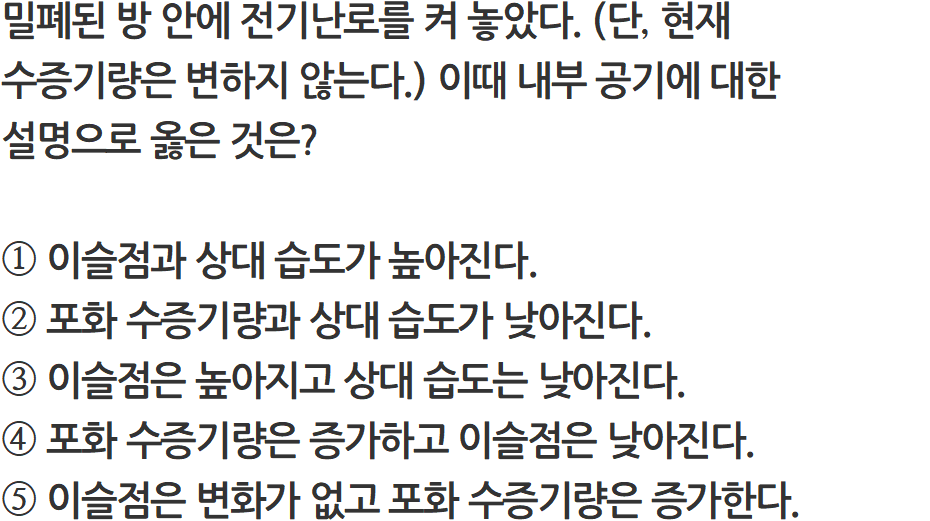 밀폐된 방 안에 전기난로를 켜 놓았다. (단, 현재
수증기량은 변하지 않는다.) 이때 내부 공기에 대한
설명으로 옳은 것은?
① 이슬점과 상대 습도가 높아진다.
② 포화 수증기량과 상대 습도가 낮아진다.
③ 이슬점은 높아지고 상대 습도는 낮아진다.
④ 포화 수증기량은 증가하고 이슬점은 낮아진다.
⑤ 이슬점은 변화가 없고 포화 수증기량은 증가한다.